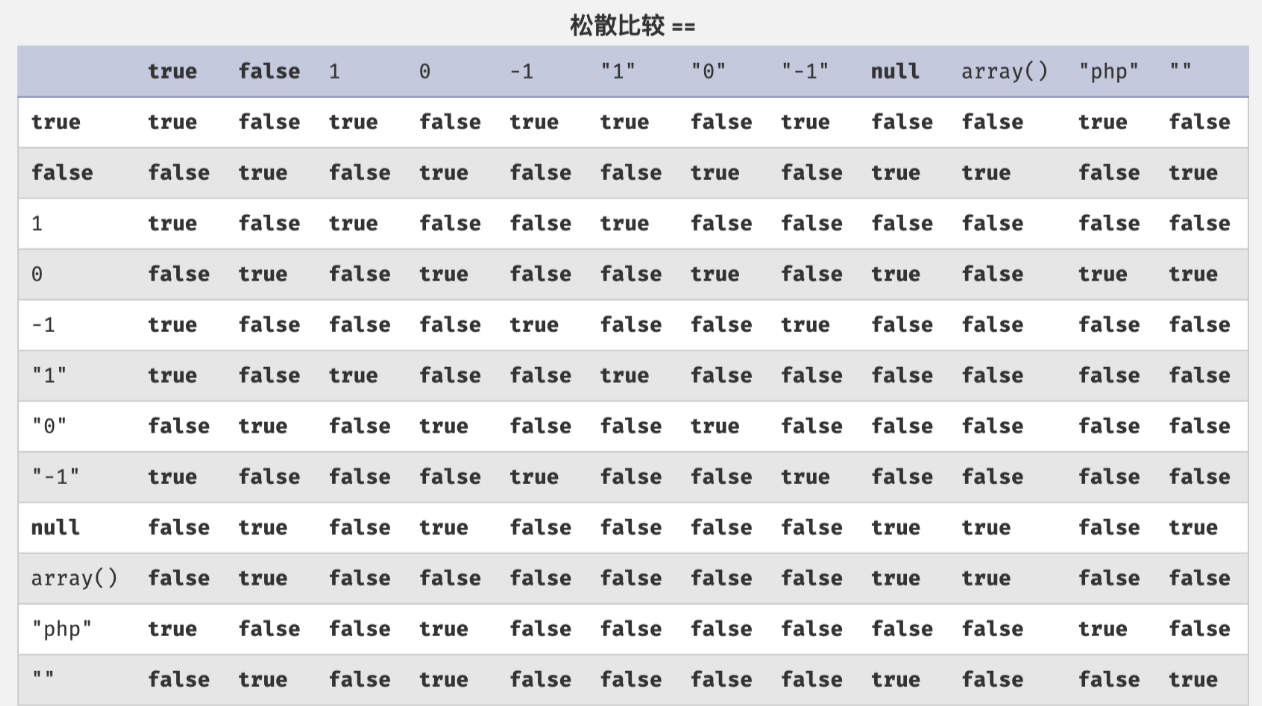 松散比较 ==
true false 1 0 -1 "1" "0" "-1" null array() "php" ""
true true false true false true true false true false false true false
false false true false true false false true false true true false true
1 true false true false false true false false false false false false
0 false true false true false false true false true false true true
-1 true false false false true false false true false false false false
"1" true false true false false true false false false false false false
"0" false true false true false false true false false false false false
"-1" true false false false true false false true false false false false
null false true false true false false false false true true false true
array() false true false false false false false false true true false false
"php" true false false true false false false false false false true false
"" false true false true false false false false true false false true